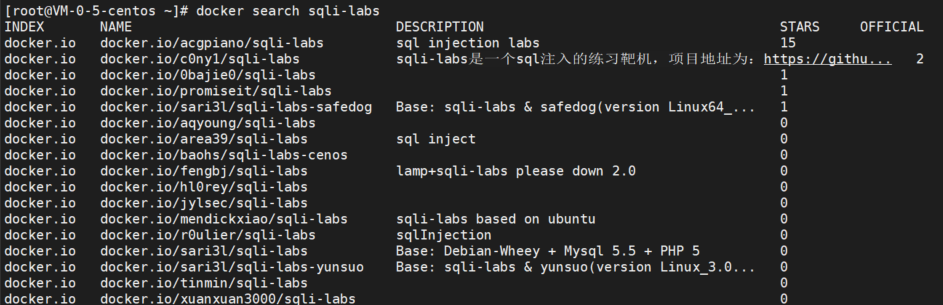 [root@VM-0-5-centos ~]# docker search sqli-labs
INDEX NAME DESCRIPTION STARS OFFICIAL
docker.io docker.io/acgpiano/sqli-labs sql injection labs 15
docker.io docker.io/c0ny1/sqli-labs sqli-labs是一个sql注入的练习靶机，项目地址为：https://githu... 2
docker.io docker.io/0bajie0/sqli-labs 1
docker.io docker.io/promiseit/sqli-labs 1
docker.io docker.io/sari3l/sqli-labs-safedog Base: sqli-labs & safedog(version Linux64_... 1
docker.io docker.io/aqyoung/sqli-labs 0
docker.io docker.io/area39/sqli-labs sql inject 0
docker.io docker.io/baohs/sqli-labs-cenos 0
docker.io docker.io/fengbj/sqli-labs lamp+sqli-labs please down 2.0 0
docker.io docker.io/hl0rey/sqli-labs 0
docker.io docker.io/jylsec/sqli-labs 0
docker.io docker.io/mendickxiao/sqli-labs sqli-labs based on ubuntu 0
docker.io docker.io/r0ulier/sqli-labs sqlInjection 0
docker.io docker.io/sari3l/sqli-labs Base: Debian-Wheey + Mysql 5.5 + PHP 5 0
docker.io docker.io/sari3l/sqli-labs-yunsuo Base: sqli-labs & yunsuo(version Linux_3.0... 0
docker.io docker.io/tinmin/sqli-labs 0
docker.io docker.io/xuanxuan3000/sqli-labs 0